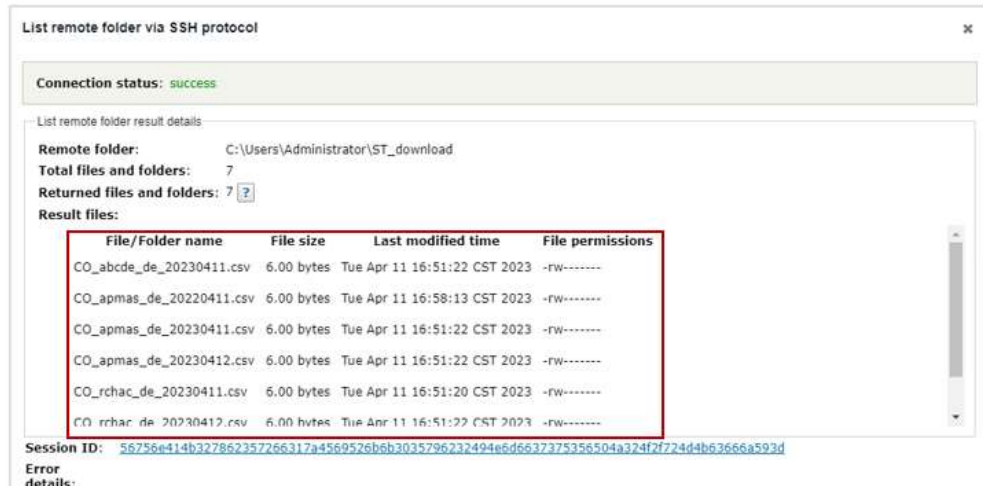 List remote folder via SSH protocol
Connection status: success
List remote folder result details
Remote folder: C:\Users\Administrator\ST_download
Total files and folders: 7
Returned files and folders: 7 ?
Result files:
File/Folder name File size Last modified time File permissions
CO_abcde_de_20230411.csv 6.00 bytes Tue Apr 11 16:51:22 CST 2023 -rw-------
CO_apmas_de_20220411.csv 6.00 bytes Tue Apr 11 16:58:13 CST 2023 -rw-------
CO_apmas_de_20230411.csv 6.00 bytes Tue Apr 11 16:51:22 CST 2023 -rw-------
CO_apmas_de_20230412.csv 6.00 bytes Tue Apr 11 16:51:22 CST 2023 -rw-------
CO_rchac_de_20230411.csv 6.00 bytes Tue Apr 11 16:51:20 CST 2023 -rw-------
CO_rchac_de_20230412.csv 6.00 bytes Tue Apr 11 16:51:22 CST 2023 -rw-------
Session ID:
Error
details: